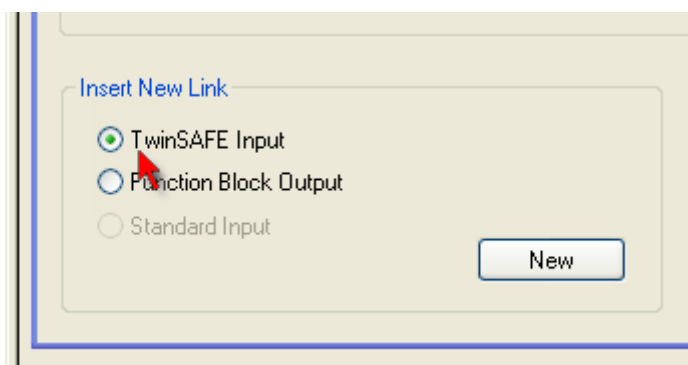 Insert New Link
TwinSAFE Input
Function Block Output
Standard Input
New